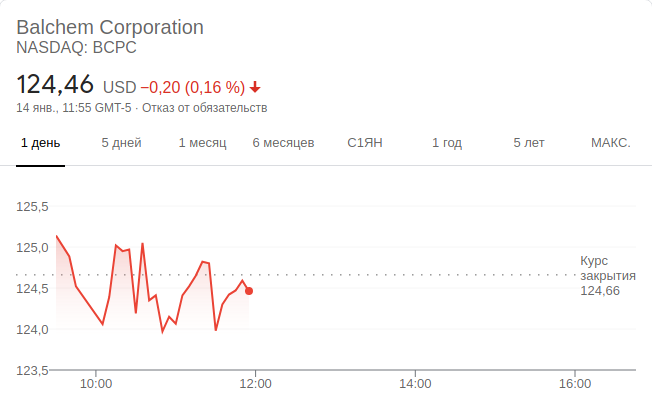 Balchem Corporation
NASDAQ: BCPC
124,46 USD −0,20 (0,16 %)
14 янв., 11:55 GMT-5 · Отказ от обязательств
1 день 5 дней 1 месяц 6 месяцев С1ЯН 1 год 5 лет МАКС.
125,5
125,0
Курс
закрытия
124,66
124,5
124,0
123,5
10:00 12:00 14:00 16:00